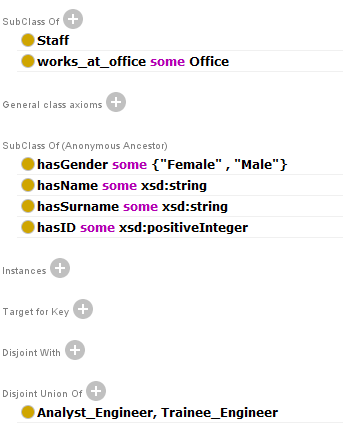 SubClass Of
Staff
works_at_office some Office
General class axioms
SubClass Of (Anonymous Ancestor)
hasGender some {"Female" , "Male"}
hasName some xsd:string
hasSurname some xsd:string
hasID some xsd:positiveInteger
Instances
Target for Key
Disjoint With
Disjoint Union Of
Analyst_Engineer, Trainee_Engineer